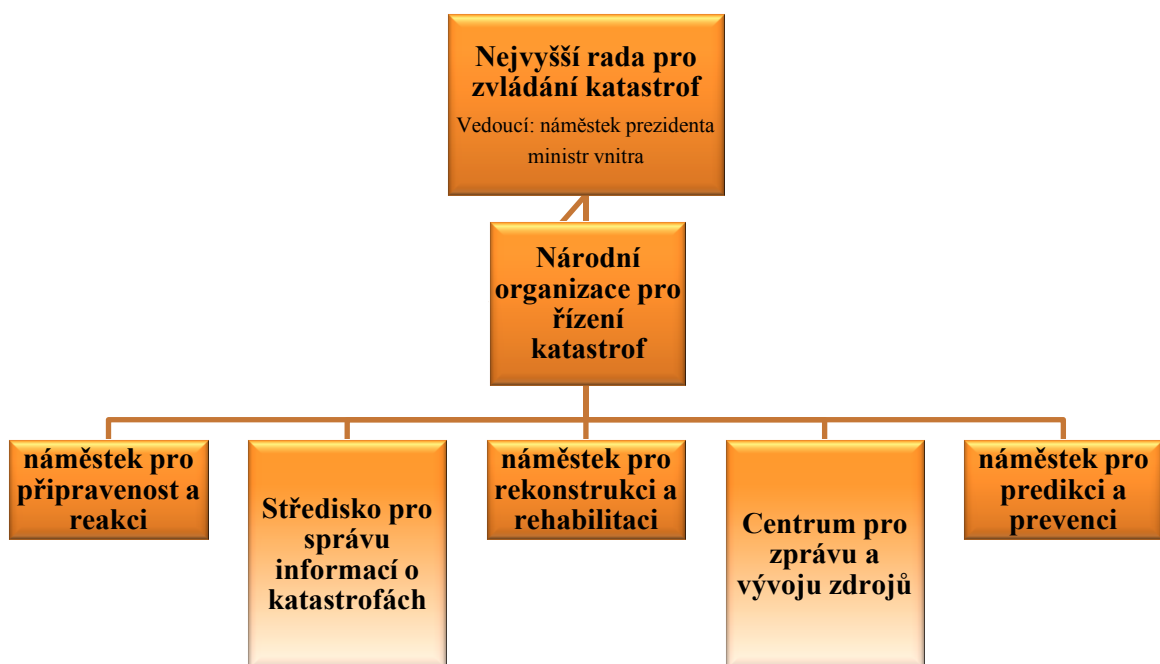 Nejvyšší rada pro
zvládání katastrof
Vedoucí: náměstek prezidenta
ministr vnitra
Národní
organizace pro
řízení
katastrof
náměstek pro
připravenost a
reakci
Středisko pro
správu
informací o
katastrofách
náměstek pro
rekonstrukci a
rehabilitaci
Centrum pro
zprávu a
vývoju zdrojů
náměstek pro
predikci a
prevenci